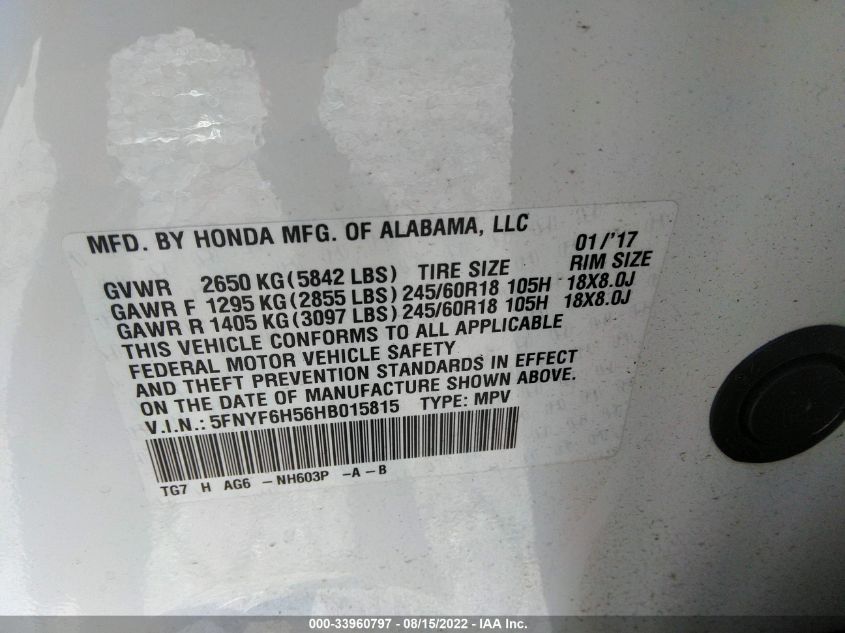 MFD. BY HONDA MFG. OF ALABAMA, LLC 01/'17
GVWR 2650 KG (5842 LBS) TIRE SIZE RIM SIZE
GAWR F 1295 KG (2855 LBS) 245/60R18 105H 18X8.0J
GAWR R 1405 KG (3097 LBS) 245/60R18 105H 18X8.0J
THIS VEHICLE CONFORMS TO ALL APPLICABLE
FEDERAL MOTOR VEHICLE SAFETY
AND THEFT PREVENTION STANDARDS IN EFFECT
ON THE DATE OF MANUFACTURE SHOWN ABOVE.
V.I.N.: 5FNYF6H56HB015815 TYPE: MPV
TG7 H AG6 - NH603P -A - B
000-33960797 - 08/15/2022 - IAA Inc.